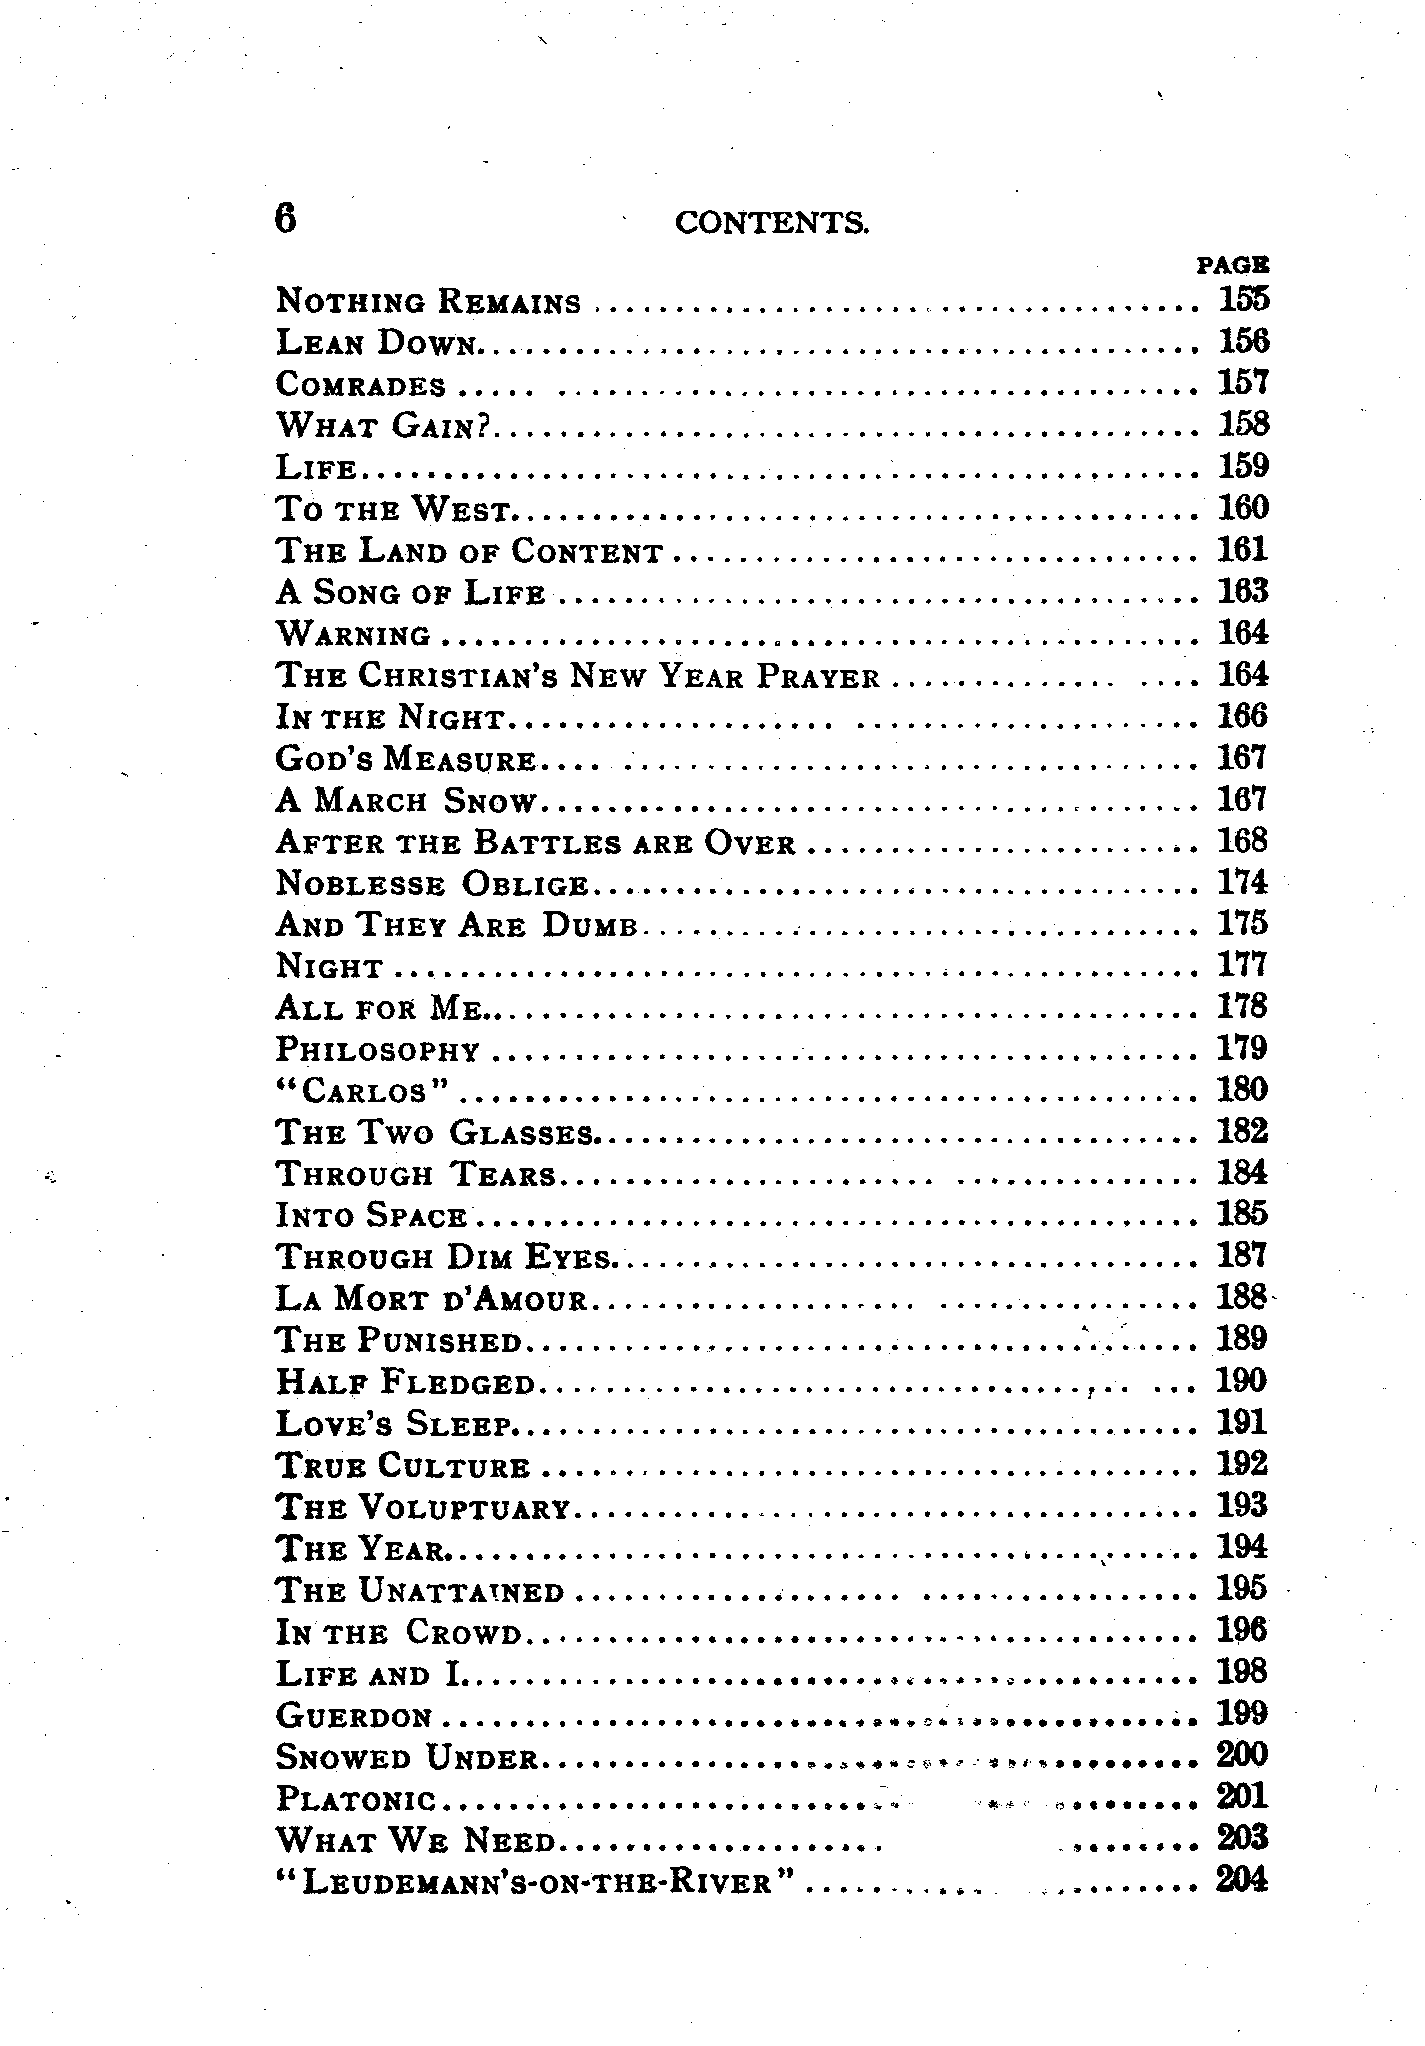 6 CONTENTS.
PAGE
NOTHING REMAINS ........................................ 155
LEAN DOWN........................................ 156
COMRADES ........................................ 157
WHAT GAIN?........................................ 158
LIFE........................................ 159
TO THE WEST........................................ 160
THE LAND OF CONTENT ........................................ 161
A SONG OF LIFE ........................................ 163
WARNING ........................................ 164
THE CHRISTIAN'S NEW YEAR PRAYER .................. 164
IN THE NIGHT........................................ 166
GOD'S MEASURE........................................ 167
A MARCH SNOW........................................ 167
AFTER THE BATTLES ARE OVER ........................ 168
NOBLESSE OBLIGE........................................ 174
AND THEY ARE DUMB........................................ 175
NIGHT ........................................ 177
ALL FOR ME........................................ 178
PHILOSOPHY ........................................ 179
"CARLOS" ........................................ 180
THE TWO GLASSES........................................ 182
THROUGH TEARS........................................ 184
INTO SPACE ........................................ 185
THROUGH DIM EYES........................................ 187
LA MORT D'AMOUR........................................ 188
THE PUNISHED........................................ 189
HALF FLEDGED........................................ 190
LOVE'S SLEEP........................................ 191
TRUE CULTURE ........................................ 192
THE VOLUPTUARY........................................ 193
THE YEAR........................................ 194
THE UNATTAINED ........................................ 195
IN THE CROWD........................................ 196
LIFE AND I........................................ 198
GUERDON ........................................ 199
SNOWED UNDER........................................ 200
PLATONIC........................................ 201
WHAT WE NEED........................................ 203
"LEUDEMANN'S-ON-THE-RIVER" ........................ 204